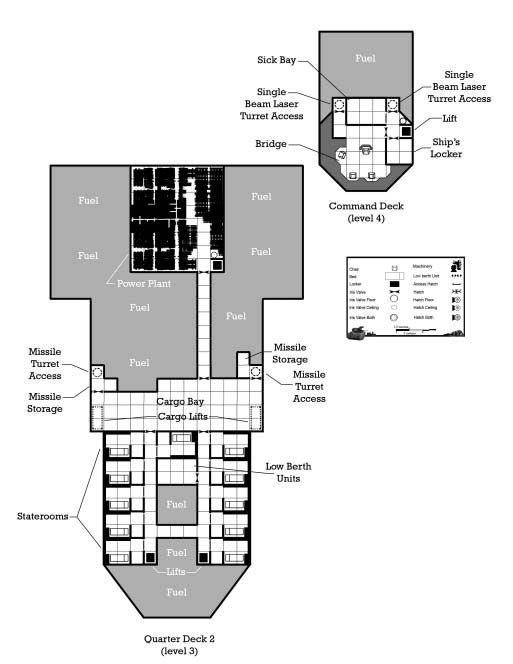 Fuel
Sick Bay
Single
Beam Laser
Turret Access
Single
Beam Laser
Turret Access
Lift
Bridge
Ship's
Locker
Command Deck
(level 4)
Fuel
Fuel
Fuel
Fuel
Power Plant
Fuel
Fuel
Fuel
Chair
Machinery
Bed
Low berth Unit
Locker
Access Hatch
Iris Valve
Hatch
Iris Valve Floor
Hatch Floor
Iris Valve Ceiling
Hatch Ceiling
Iris Valve Both
Hatch Both
Missile
Turret
Access
Missile
Storage
Missile
Storage
Missile
Turret
Access
Cargo Bay
Cargo Lifts
Low Berth
Units
Staterooms
Fuel
Fuel
Lifts
Fuel
Quarter Deck 2
(level 3)